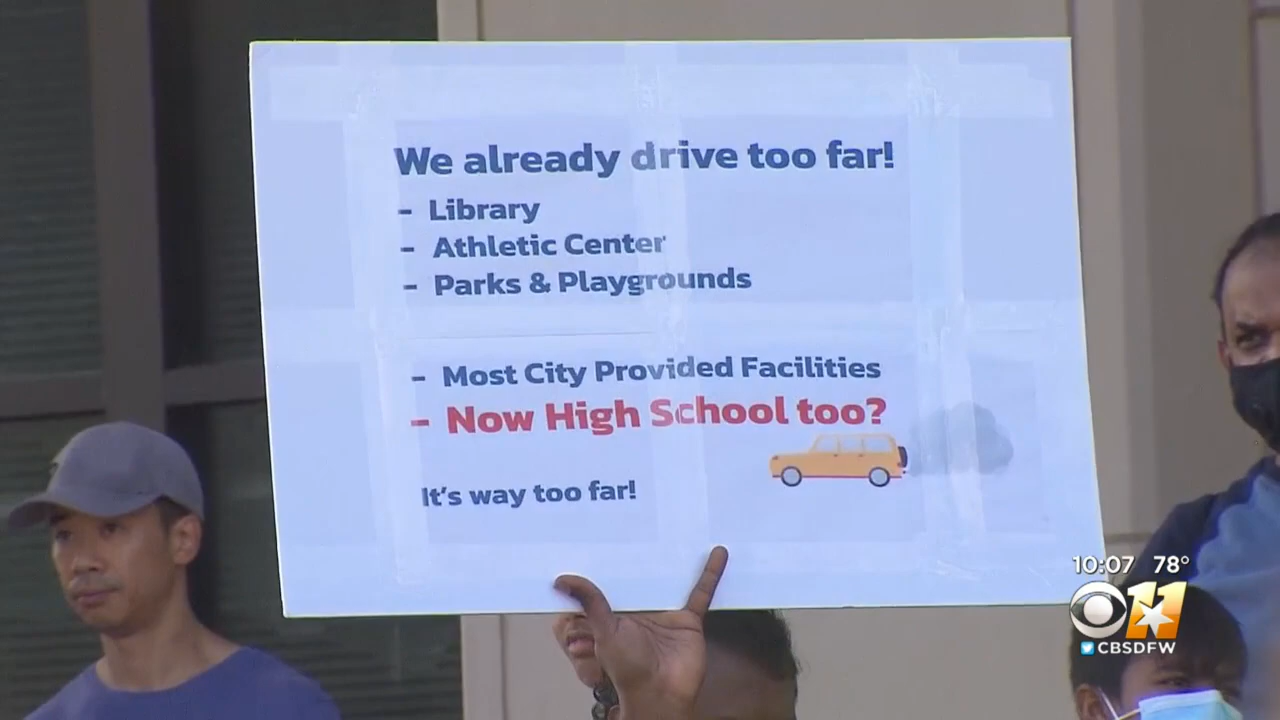 We already drive too far!
- Library
- Athletic Center
- Parks & Playgrounds
- Most City Provided Facilities
- Now High School too?
It's way too far!
10:07 78°
11
CBSDFW